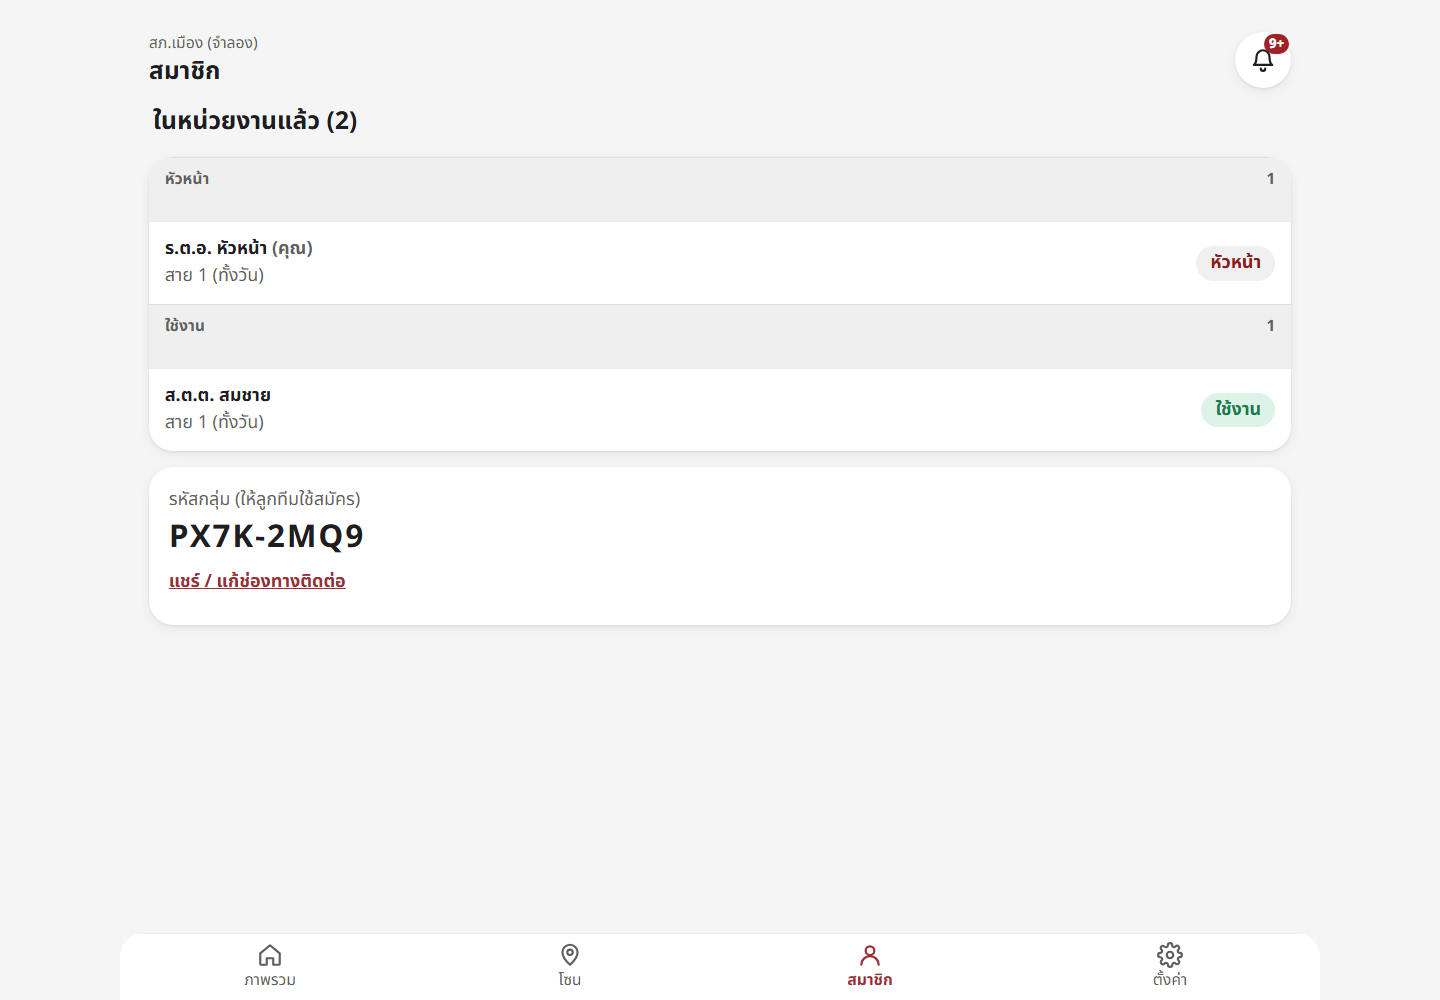 สภ.เมือง (จำลอง)
สมาชิก
9+
ในหน่วยงานแล้ว (2)
หัวหน้า 1
ร.ต.อ. หัวหน้า (คุณ)
สาย 1 (ทั้งวัน)
หัวหน้า
ใช้งาน 1
ส.ต.ต. สมชาย
สาย 1 (ทั้งวัน)
ใช้งาน
รหัสกลุ่ม (ให้ลูกทีมใช้สมัคร)
PX7K-2MQ9
แชร์ / แก้ช่องทางติดต่อ
ภาพรวม
โซน
สมาชิก
ตั้งค่า